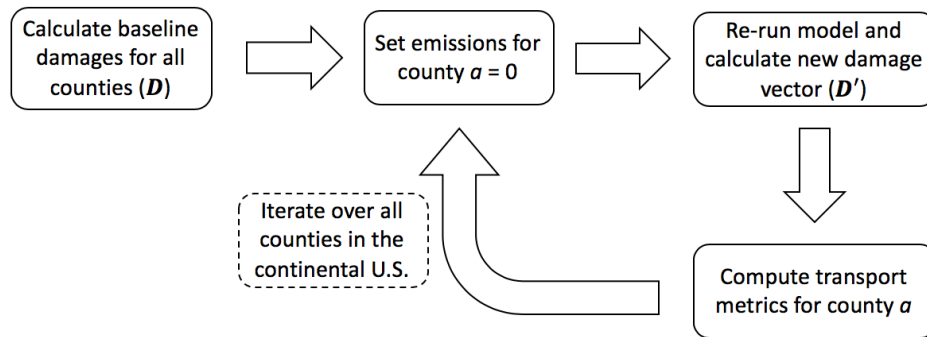 Calculate baseline
damages for all
counties (D)
Set emissions for
county a = 0
Re-run model and
calculate new damage
vector (D′)
Iterate over all
counties in the
continental U.S.
Compute transport
metrics for county a